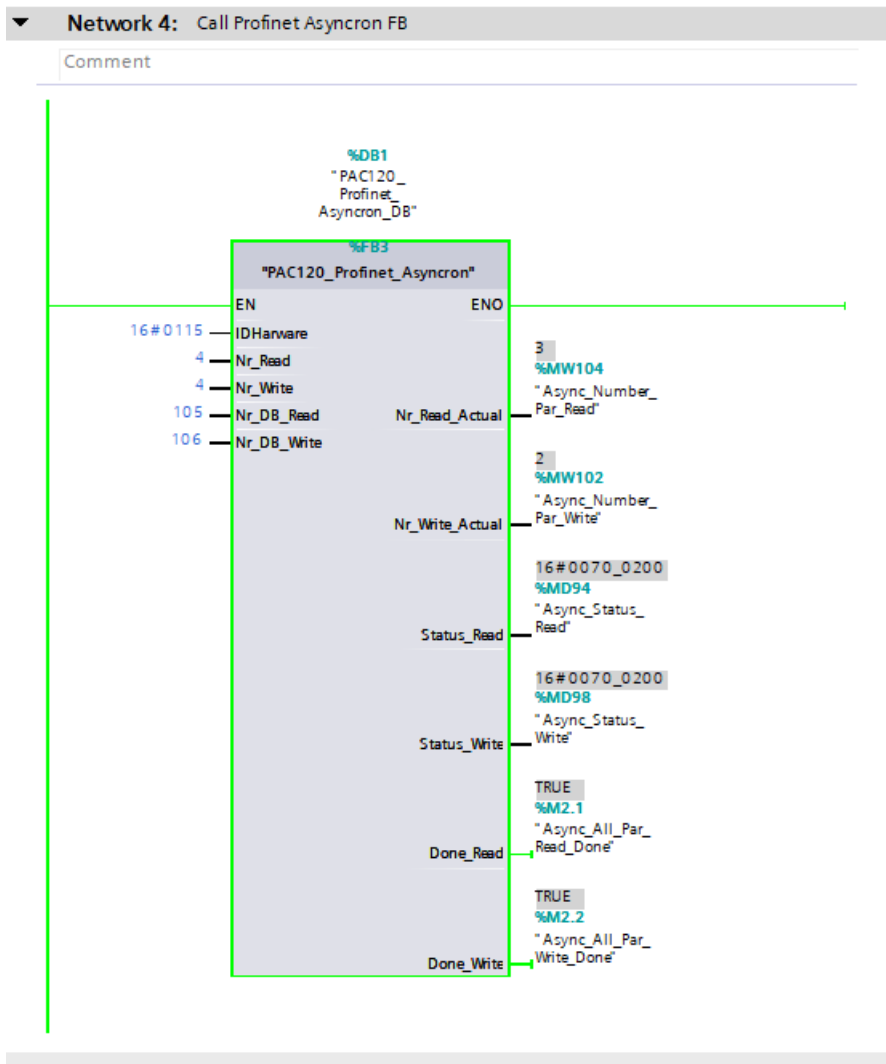 Network 4: Call Profinet Asyncron FB
Comment
%DB1
"PAC120_
Profinet_
Asyncron_DB"
%FB3
"PAC120_Profinet_Asyncron"
EN ENO
16#0115 IDHarware
4 Nr_Read
4 Nr_Write
105 Nr_DB_Read
106 Nr_DB_Write
3
%MW104
"Async_Number_
Nr_Read_Actual Par_Read"
2
%MW102
"Async_Number_
Nr_Write_Actual Par_Write"
16#0070_0200
%MD94
"Async_Status_
Status_Read Read"
16#0070_0200
%MD98
"Async_Status_
Status_Write Write"
TRUE
%M2.1
"Async_All_Par_
Done_Read Read_Done"
TRUE
%M2.2
"Async_All_Par_
Done_Write Write_Done"